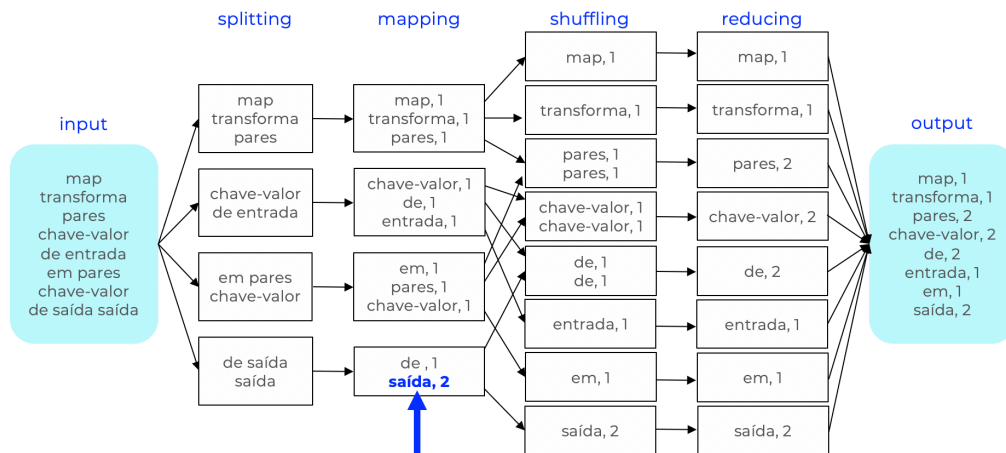 splitting
mapping
shuffling
reducing
input
output
map
transforma
pares
chave-valor
de entrada
em pares
chave-valor
de saída saída
map
transforma
pares
chave-valor
de entrada
em pares
chave-valor
de saída
saída
map, 1
transforma, 1
pares, 1
chave-valor, 1
de, 1
entrada, 1
em, 1
pares, 1
chave-valor, 1
de , 1
saída, 2
map, 1
transforma, 1
pares, 1
pares, 1
chave-valor, 1
chave-valor, 1
de, 1
de, 1
entrada, 1
em, 1
saída, 2
map, 1
transforma, 1
pares, 2
chave-valor, 2
de, 2
entrada, 1
em, 1
saída, 2
map, 1
transforma, 1
pares, 2
chave-valor, 2
de, 2
entrada, 1
em, 1
saída, 2